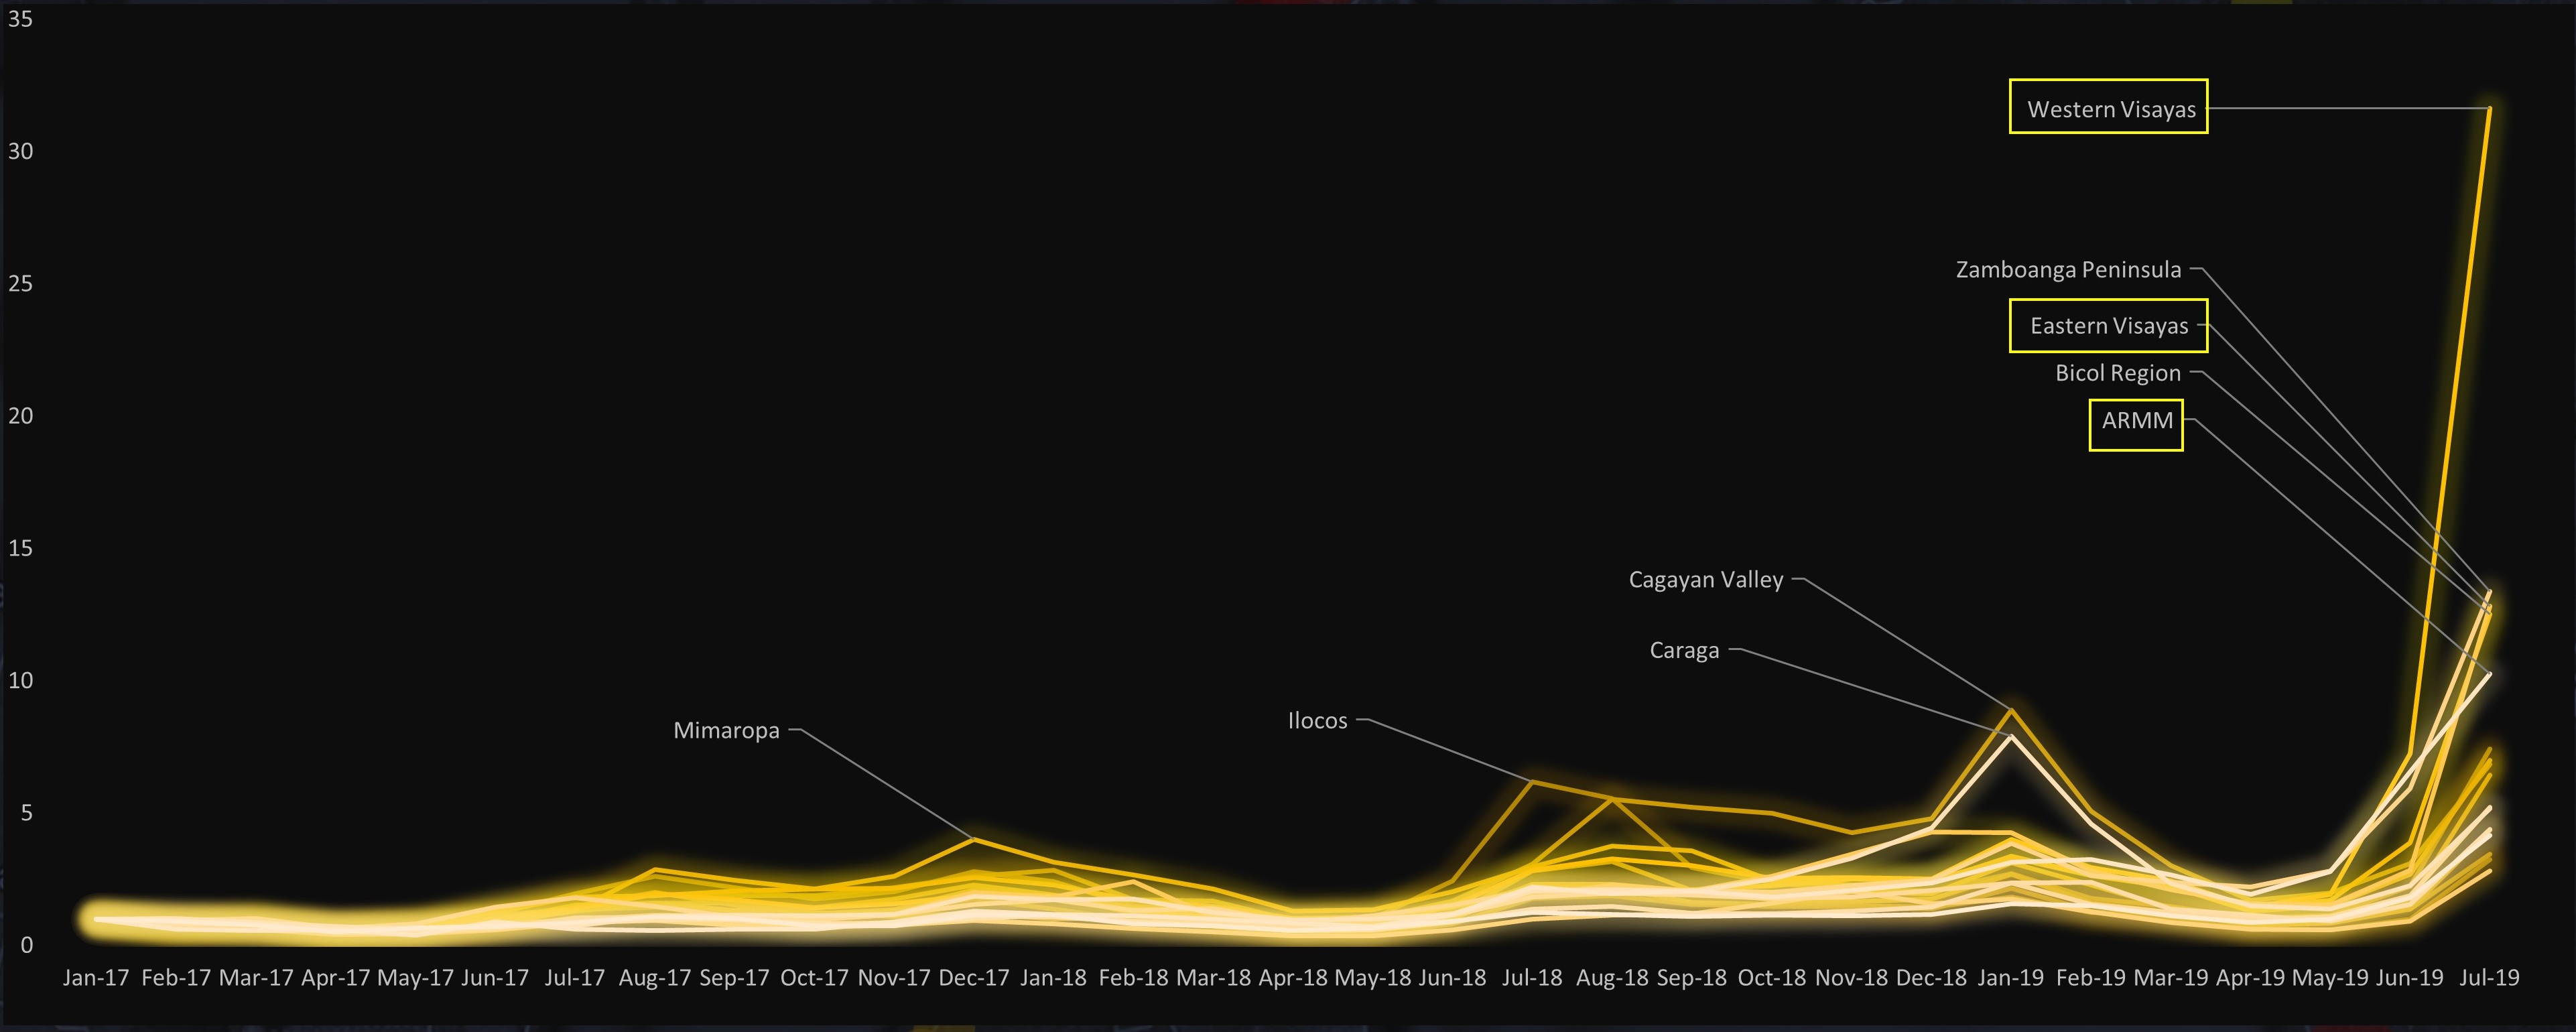 35
Western Visayas
30
Zamboanga Peninsula
25
Eastern Visayas
Bicol Region
20
ARMM
15
Cagayan Valley
Caraga
10
Ilocos
Mimaropa
5
0
Jan-17 Feb-17 Mar-17 Apr-17 May-17 Jun-17 Jul-17 Aug-17 Sep-17 Oct-17 Nov-17 Dec-17 Jan-18 Feb-18 Mar-18 Apr-18 May-18 Jun-18 Jul-18 Aug-18 Sep-18 Oct-18 Nov-18 Dec-18 Jan-19 Feb-19 Mar-19 Apr-19 May-19 Jun-19 Jul-19